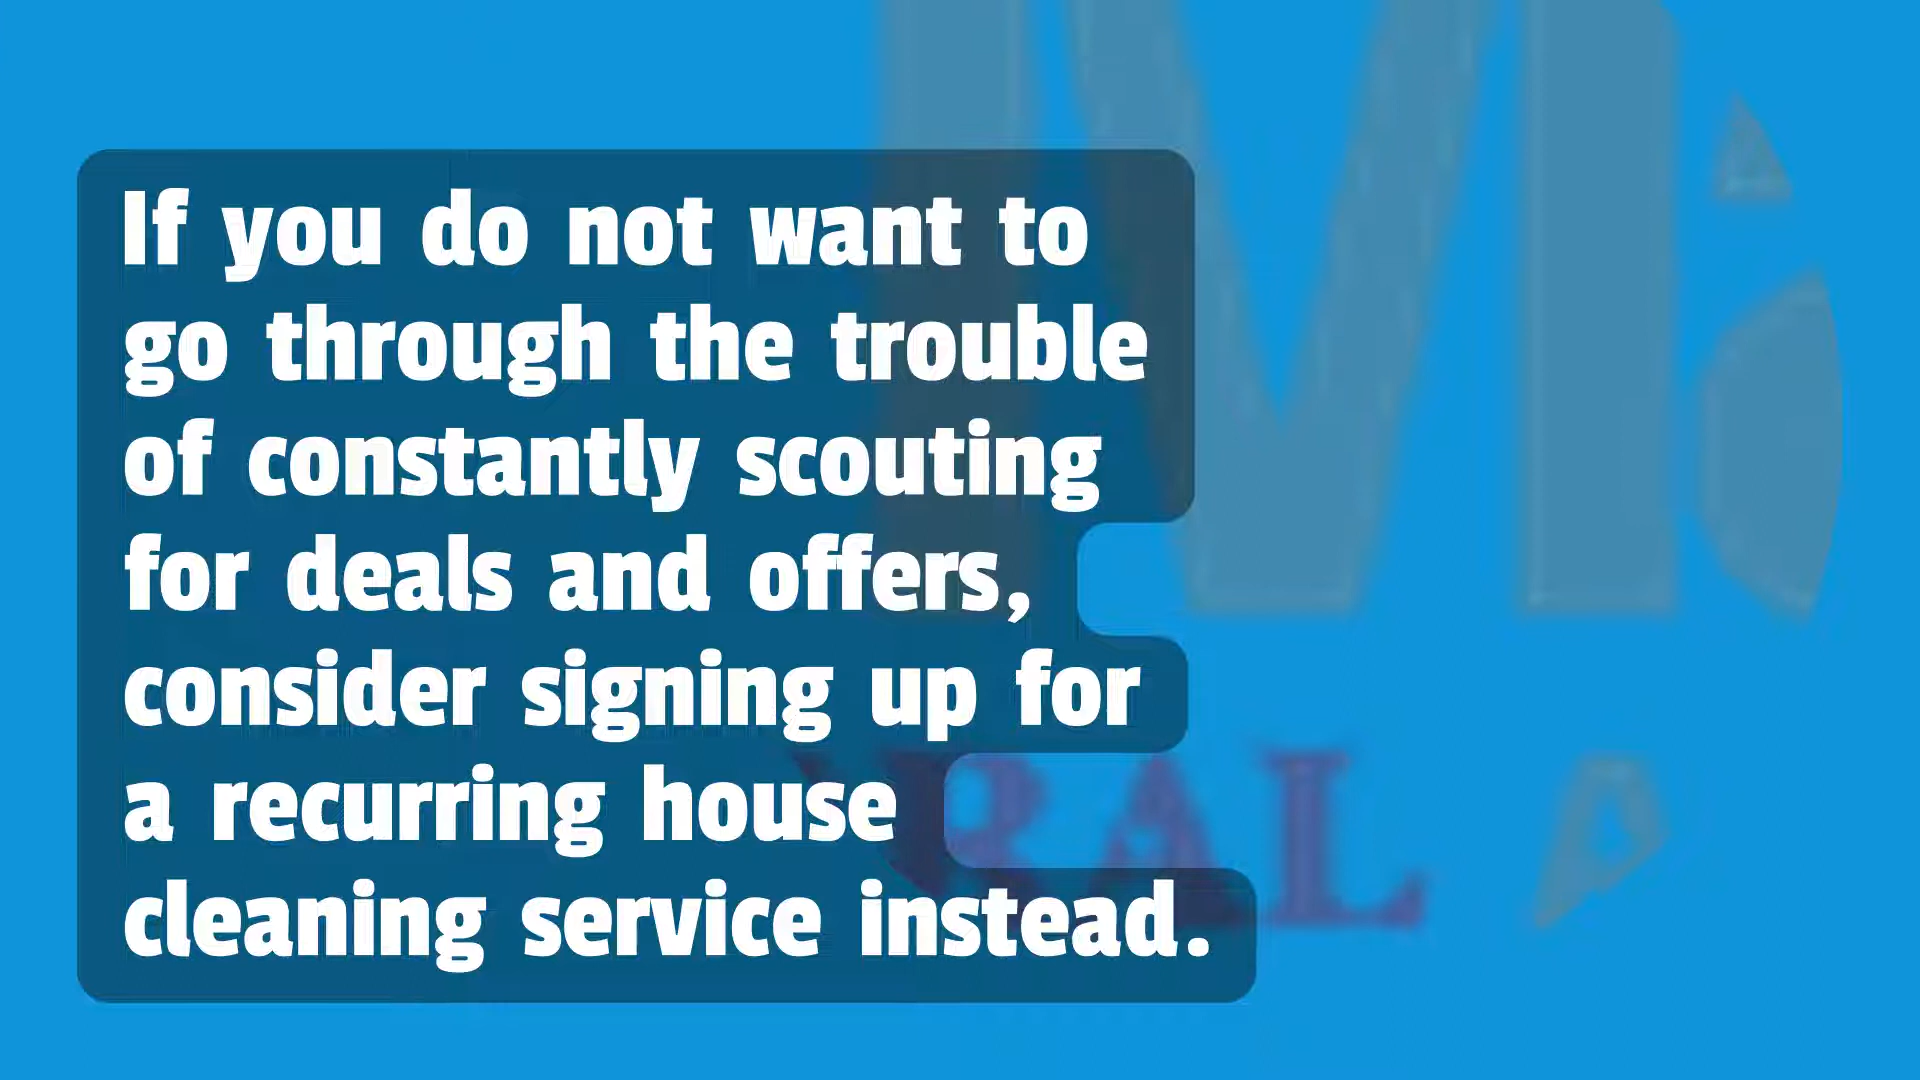 If you do not want to
go through the trouble
of constantly scouting
for deals and offers,
consider signing up for
a recurring house
cleaning service instead.